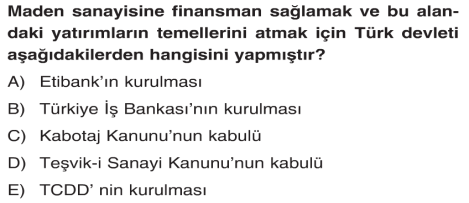 Maden sanayisine finansman sağlamak ve bu alan-
daki yatırımların temellerini atmak için Türk devleti
aşağıdakilerden hangisini yapmıştır?
A) Etibank'ın kurulması
B) Türkiye İş Bankası'nın kurulması
C) Kabotaj Kanunu'nun kabulü
D) Teşvik-i Sanayi Kanunu'nun kabulü
E) TCDD' nin kurulması